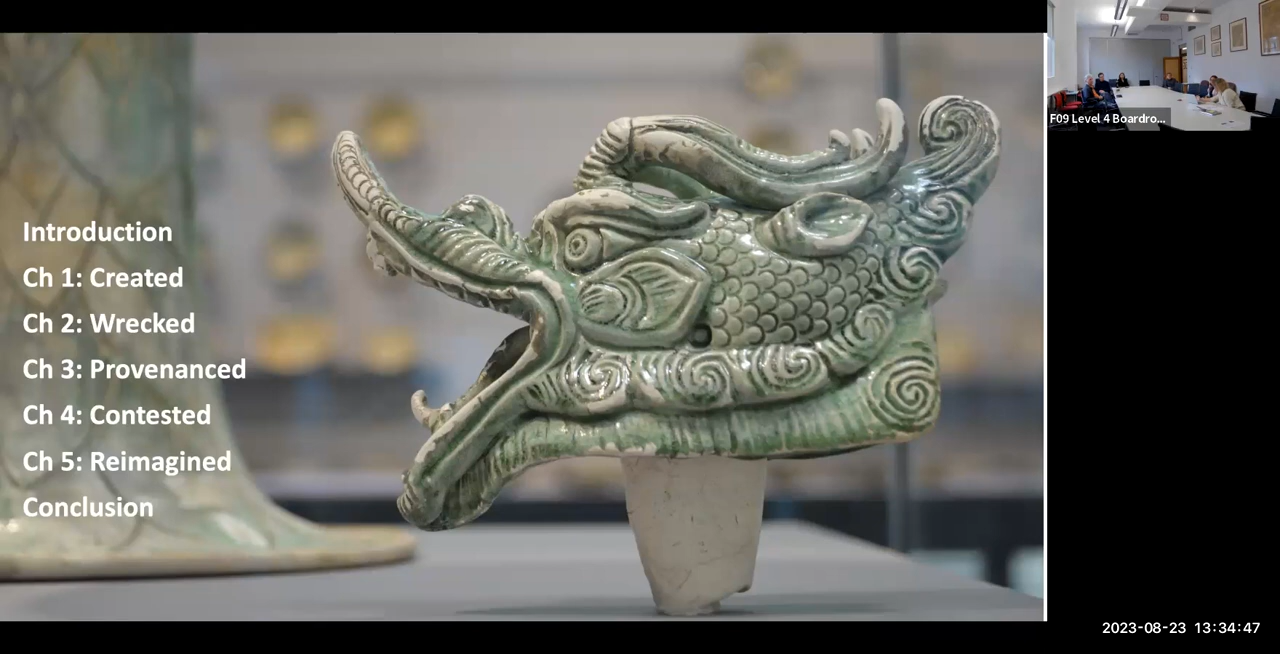 Introduction
Ch 1: Created
Ch 2: Wrecked
Ch 3: Provenanced
Ch 4: Contested
Ch 5: Reimagined
Conclusion
F09 Level 4 Boardro...
2023-08-23 13:34:47